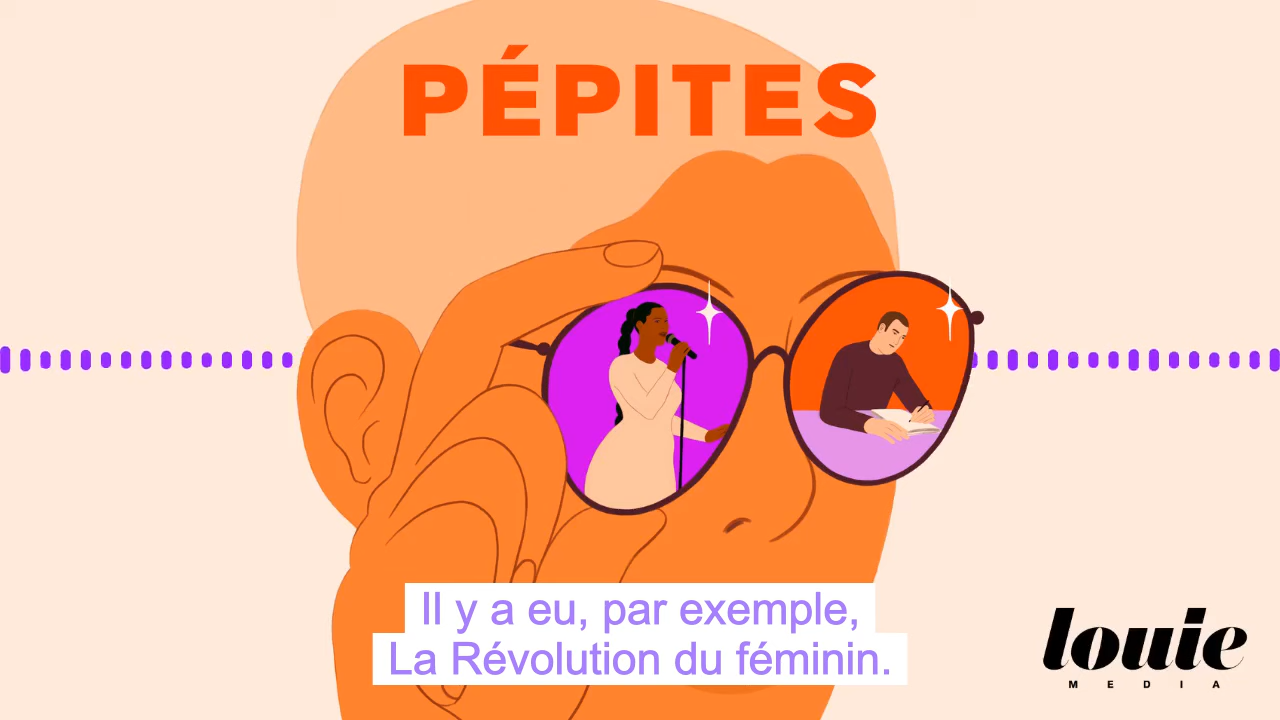 PÉPITES
Il y a eu, par exemple,
La Révolution du féminin.
louie
MEDIA